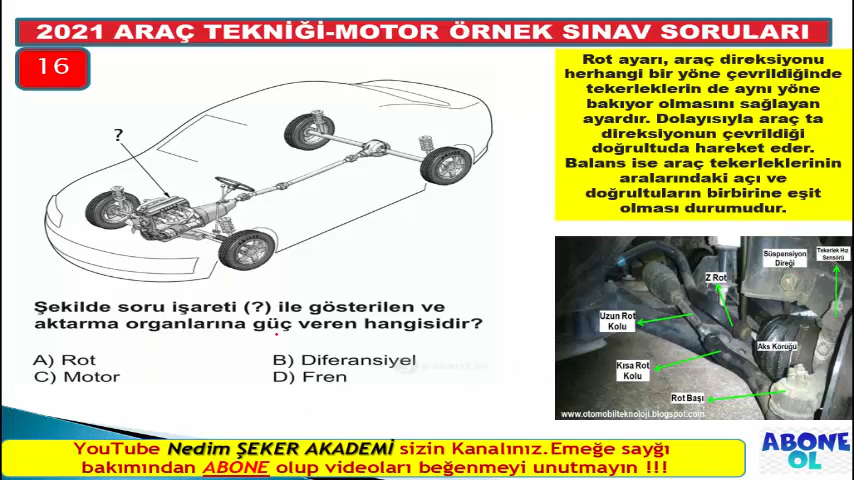 2021 ARAÇ TEKNİĞİ-MOTOR ÖRNEK SINAV SORULARI
16
?
Şekilde soru işareti (?) ile gösterilen ve
aktarma organlarına güç veren hangisidir?
A) Rot
B) Diferansiyel
C) Motor
D) Fren
Rot ayarı, araç direksiyonu
herhangi bir yöne çevrildiğinde
tekerleklerin de aynı yöne
bakıyor olmasını sağlayan
ayardır. Dolayısıyla araç ta
direksiyonun çevrildiği
doğrultuda hareket eder.
Balans ise araç tekerleklerinin
aralarındaki açı ve
doğrultuların birbirine eşit
olması durumudur.
Tekerlek Hız
Sensörü
Süspansiyon
Direği
Z Rot
Uzun Rot
Kolu
Aks Körüğü
Kısa Rot
Kolu
Rot Başı
www.otomobilteknoloji.blogspot.com
YouTube Nedim ŞEKER AKADEMİ sizin Kanalınız.Emeğe saygı
bakımından ABONE olup videoları beğenmeyi unutmayın !!!
ABONE
OL